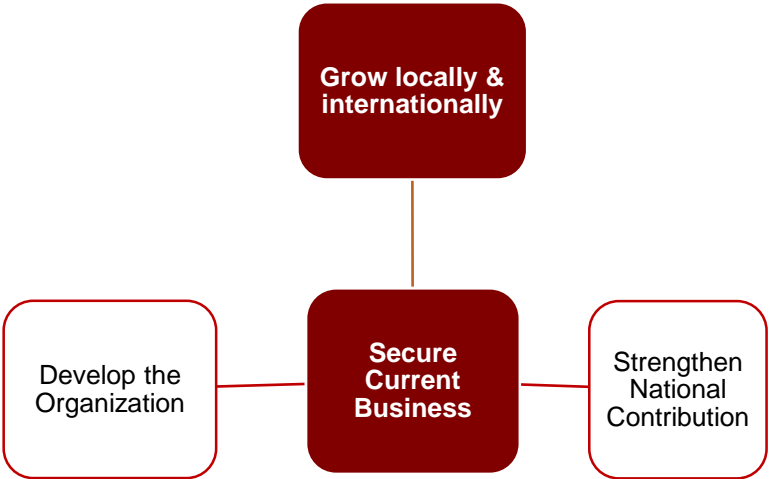 Grow locally &
internationally
Develop the
Organization
Secure
Current
Business
Strengthen
National
Contribution